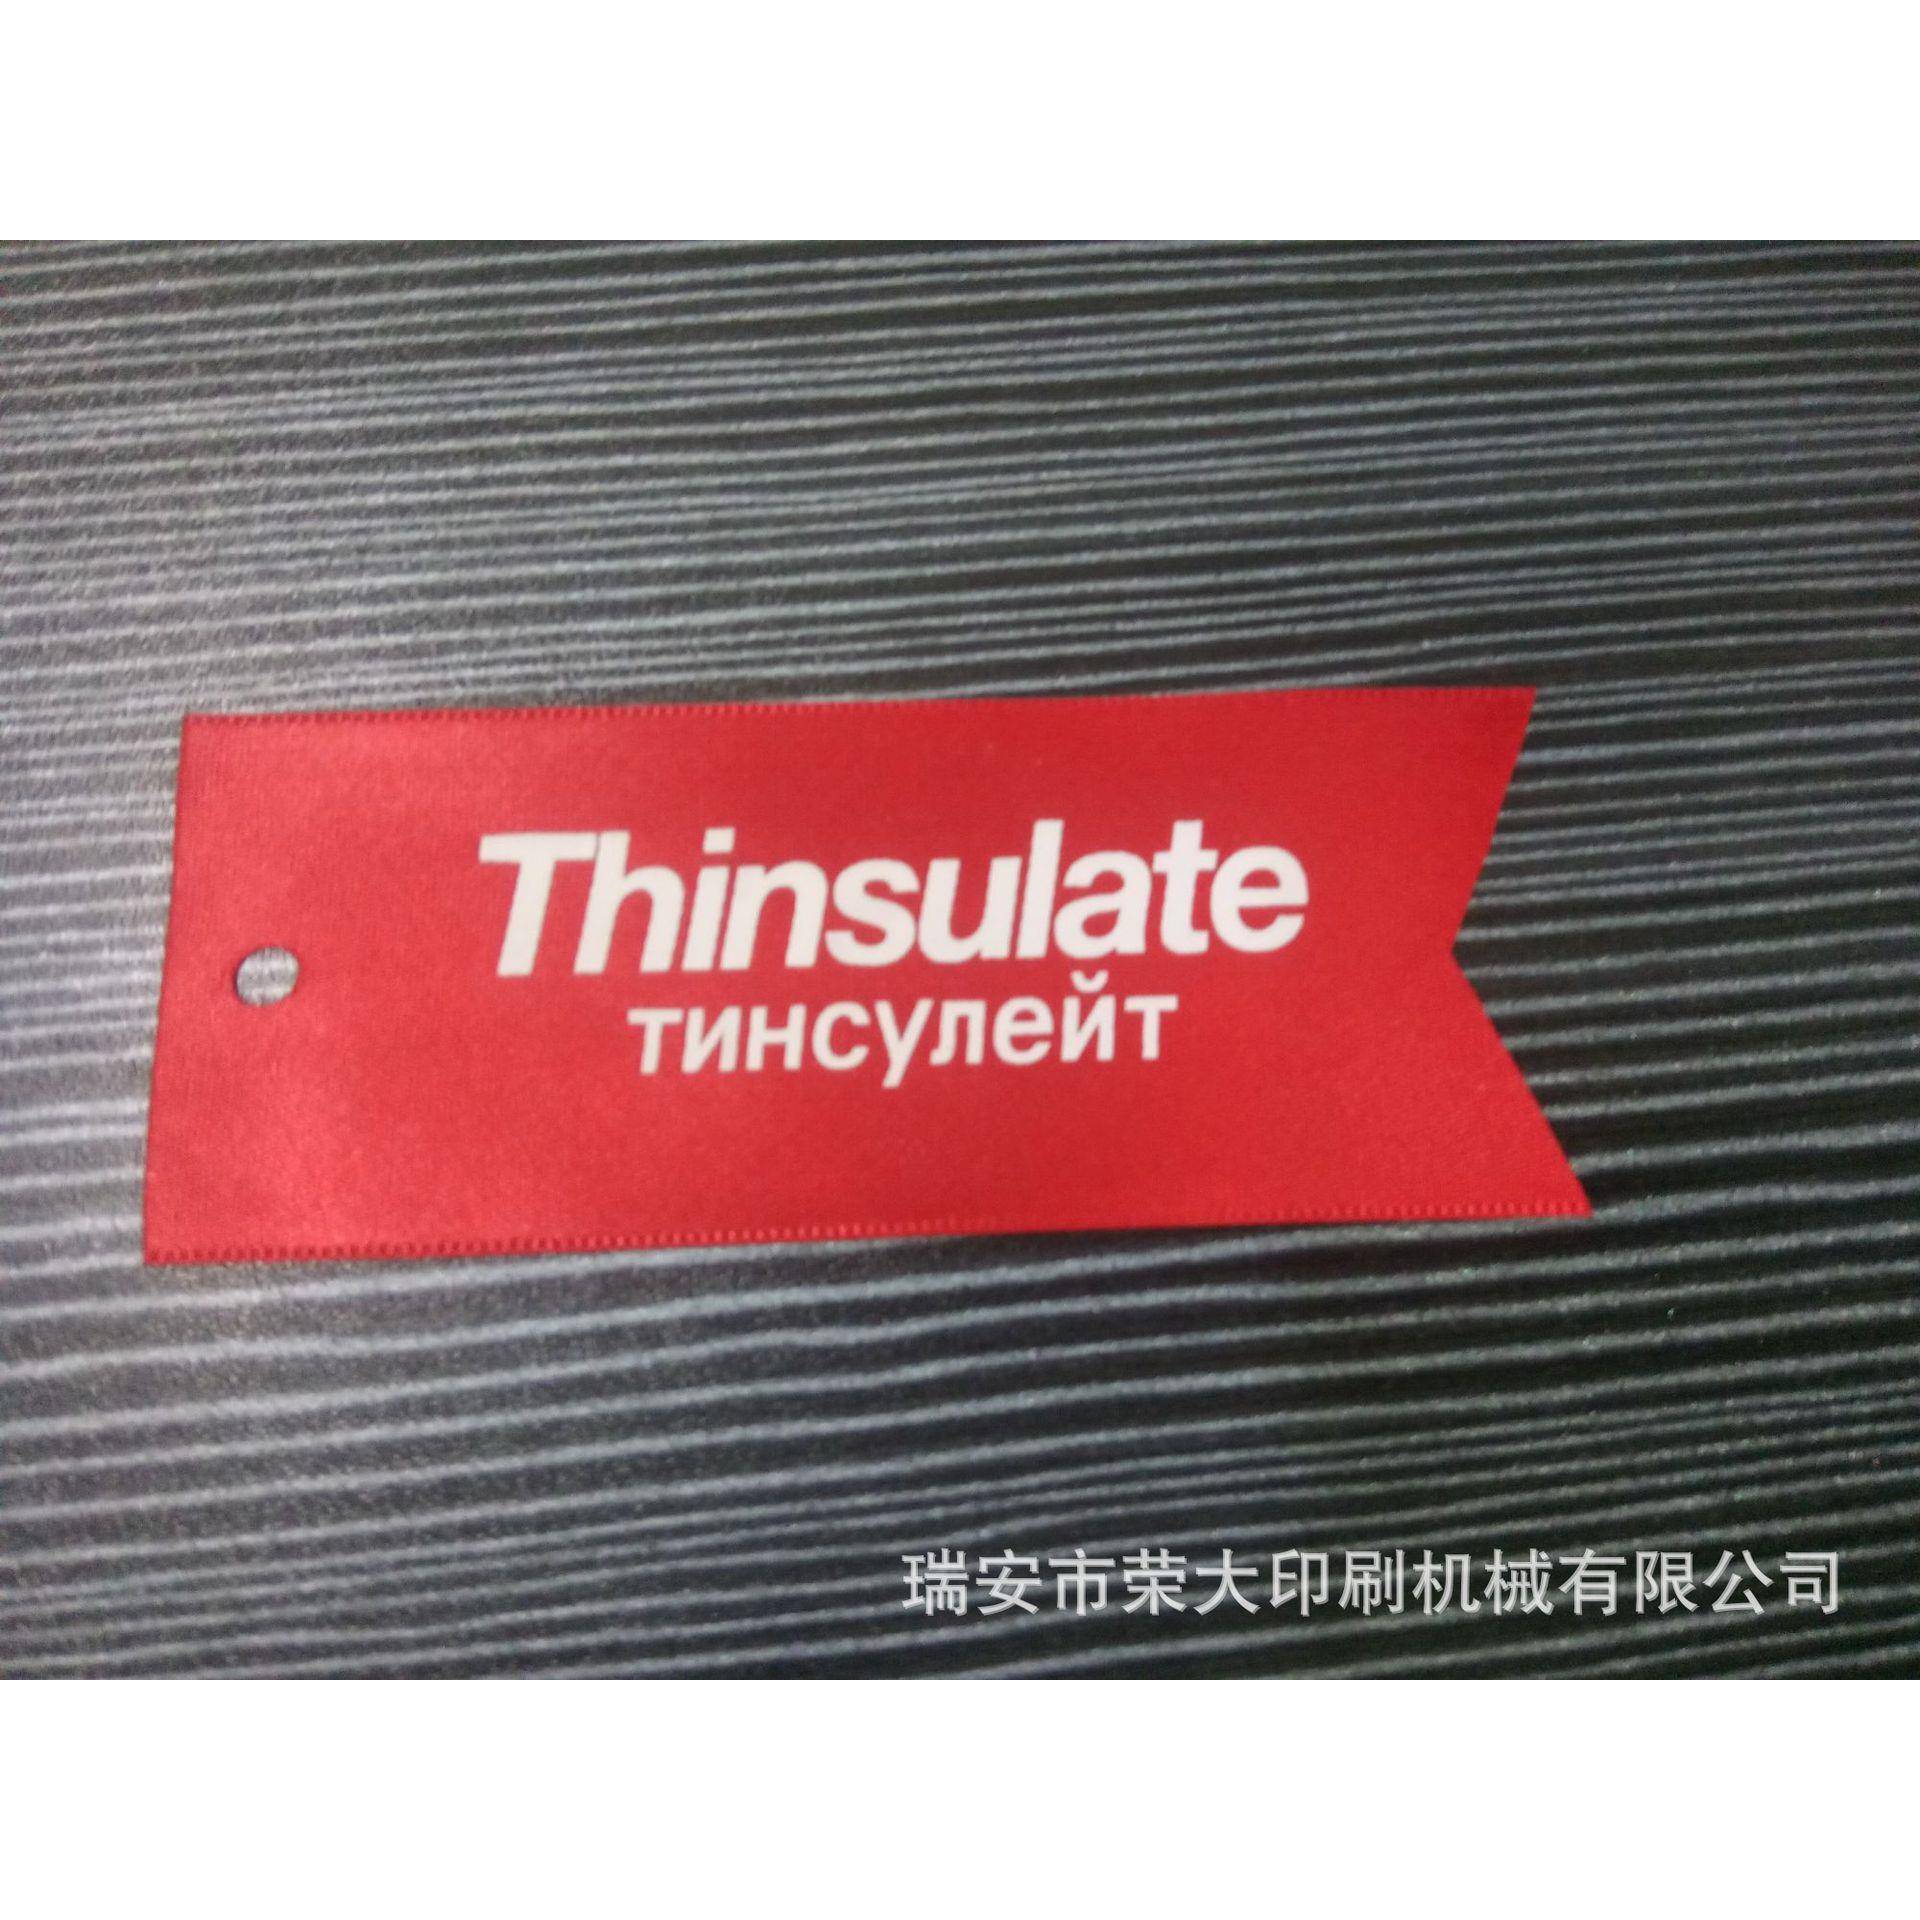 Thinsulate
тинсулейт
瑞安市荣大印刷机械有限公司